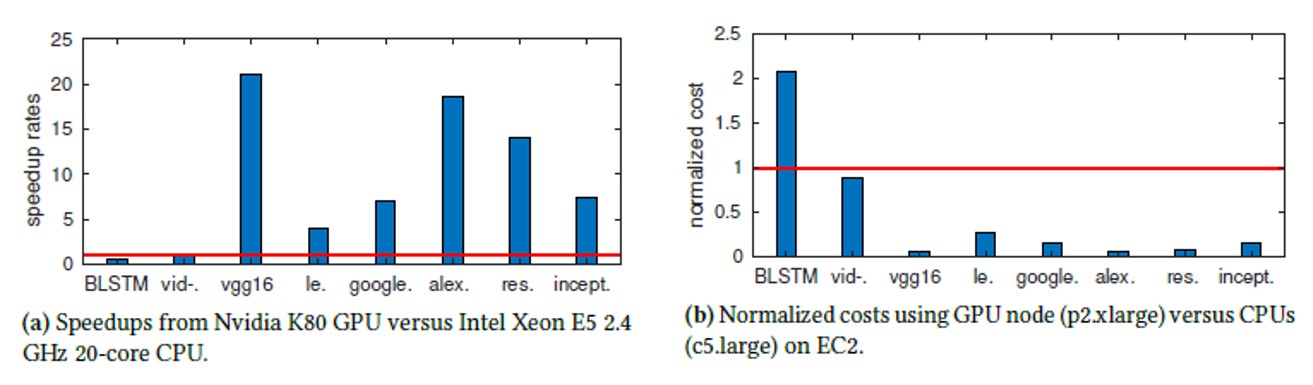 25
20
15
10
5
0
speedup rates
BLSTM vid-. vgg16 le. google. alex. res. incept.
(a) Speedups from Nvidia K80 GPU versus Intel Xeon E5 2.4
GHz 20-core CPU.
2.5
2
1.5
1
0.5
0
normalized cost
BLSTM vid-. vgg16 le. google. alex. res. incept.
(b) Normalized costs using GPU node (p2.xlarge) versus CPUs
(c5.large) on EC2.